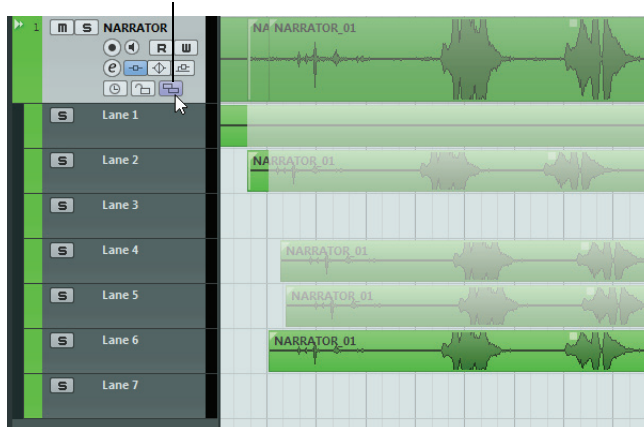 1 m S NARRATOR
R W
e
NA NARRATOR_01
S Lane 1
S Lane 2
NARRATOR_01
S Lane 3
S Lane 4
NARRATOR_01
S Lane 5
NARRATOR_01
S Lane 6
NARRATOR_01
S Lane 7